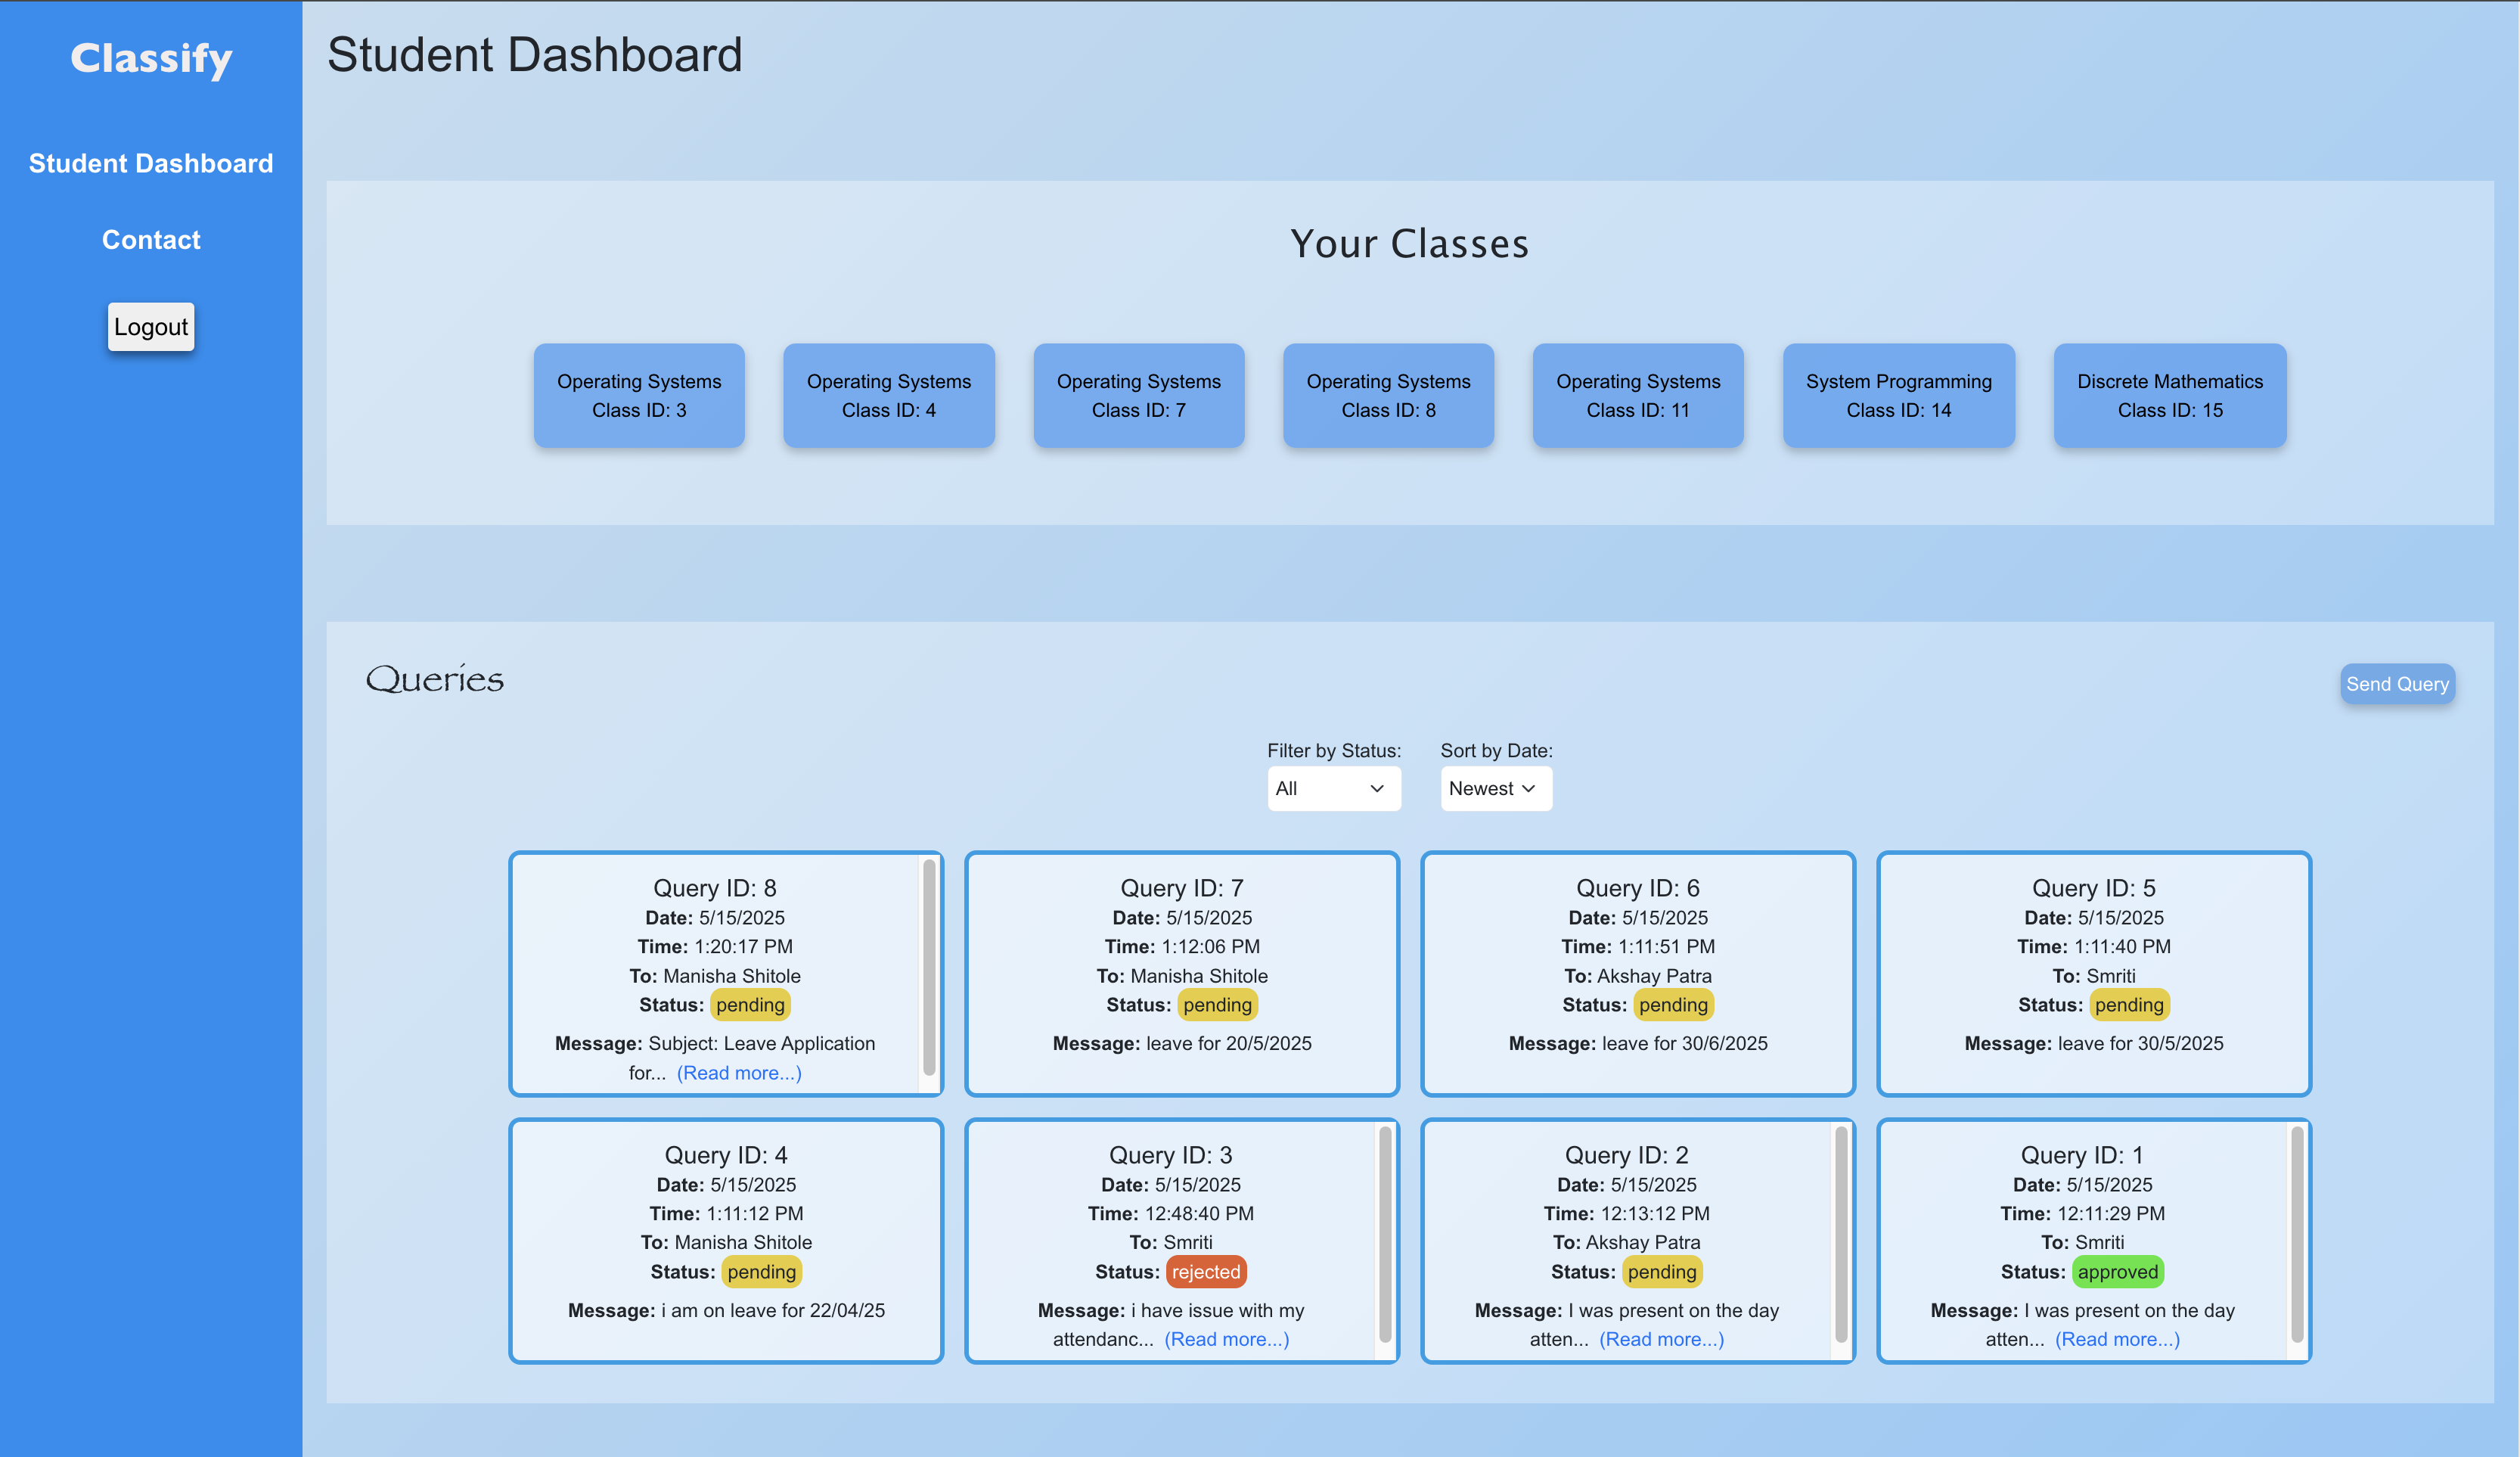 Classify
Student Dashboard
Contact
Logout
Student Dashboard
Your Classes
Operating Systems
Class ID: 3
Operating Systems
Class ID: 4
Operating Systems
Class ID: 7
Operating Systems
Class ID: 8
Operating Systems
Class ID: 11
System Programming
Class ID: 14
Discrete Mathematics
Class ID: 15
Queries
Send Query
Filter by Status:
All
Sort by Date:
Newest
Query ID: 8
Date: 5/15/2025
Time: 1:20:17 PM
To: Manisha Shitole
Status: pending
Message: Subject: Leave Application
for... (Read more...)
Query ID: 7
Date: 5/15/2025
Time: 1:12:06 PM
To: Manisha Shitole
Status: pending
Message: leave for 20/5/2025
Query ID: 6
Date: 5/15/2025
Time: 1:11:51 PM
To: Akshay Patra
Status: pending
Message: leave for 30/6/2025
Query ID: 5
Date: 5/15/2025
Time: 1:11:40 PM
To: Smriti
Status: pending
Message: leave for 30/5/2025
Query ID: 4
Date: 5/15/2025
Time: 1:11:12 PM
To: Manisha Shitole
Status: pending
Message: i am on leave for 22/04/25
Query ID: 3
Date: 5/15/2025
Time: 12:48:40 PM
To: Smriti
Status: rejected
Message: i have issue with my
attendanc... (Read more...)
Query ID: 2
Date: 5/15/2025
Time: 12:13:12 PM
To: Akshay Patra
Status: pending
Message: I was present on the day
atten... (Read more...)
Query ID: 1
Date: 5/15/2025
Time: 12:11:29 PM
To: Smriti
Status: approved
Message: I was present on the day
atten... (Read more...)